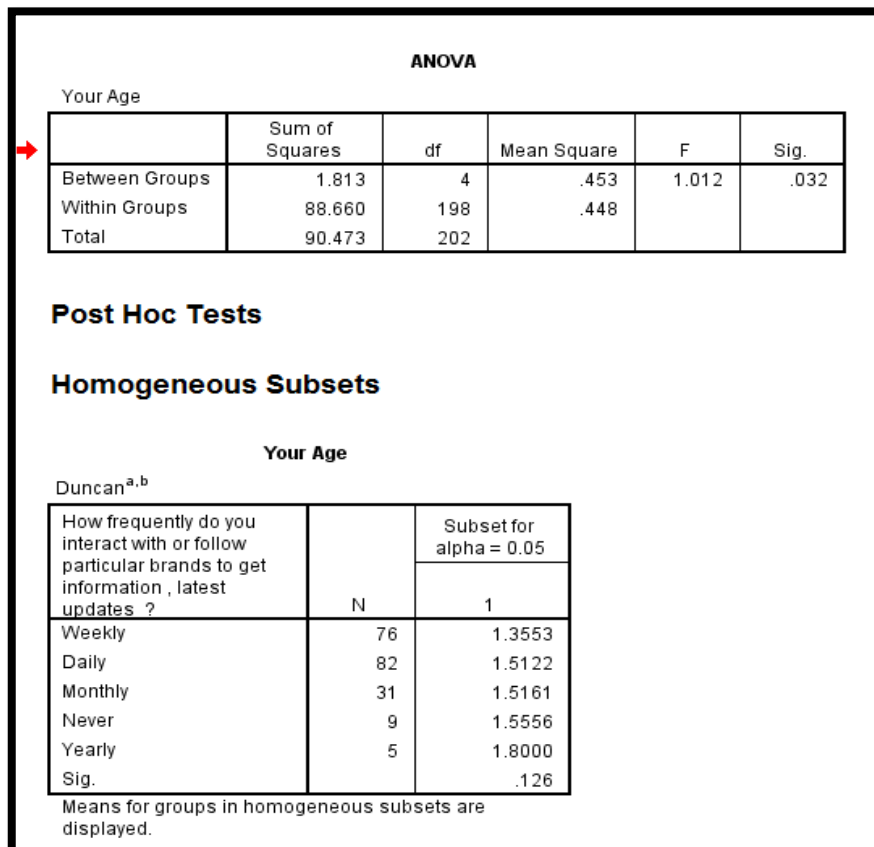 ANOVA
Your Age
Sum of Squares df Mean Square F Sig.
Between Groups 1.813 4 .453 1.012 .032
Within Groups 88.660 198 .448
Total 90.473 202
Post Hoc Tests
Homogeneous Subsets
Your Age
Duncana,b
How frequently do you
interact with or follow
particular brands to get
information , latest
updates ?
N
Subset for
alpha = 0.05
1
Weekly 76 1.3553
Daily 82 1.5122
Monthly 31 1.5161
Never 9 1.5556
Yearly 5 1.8000
Sig. .126
Means for groups in homogeneous subsets are
displayed.